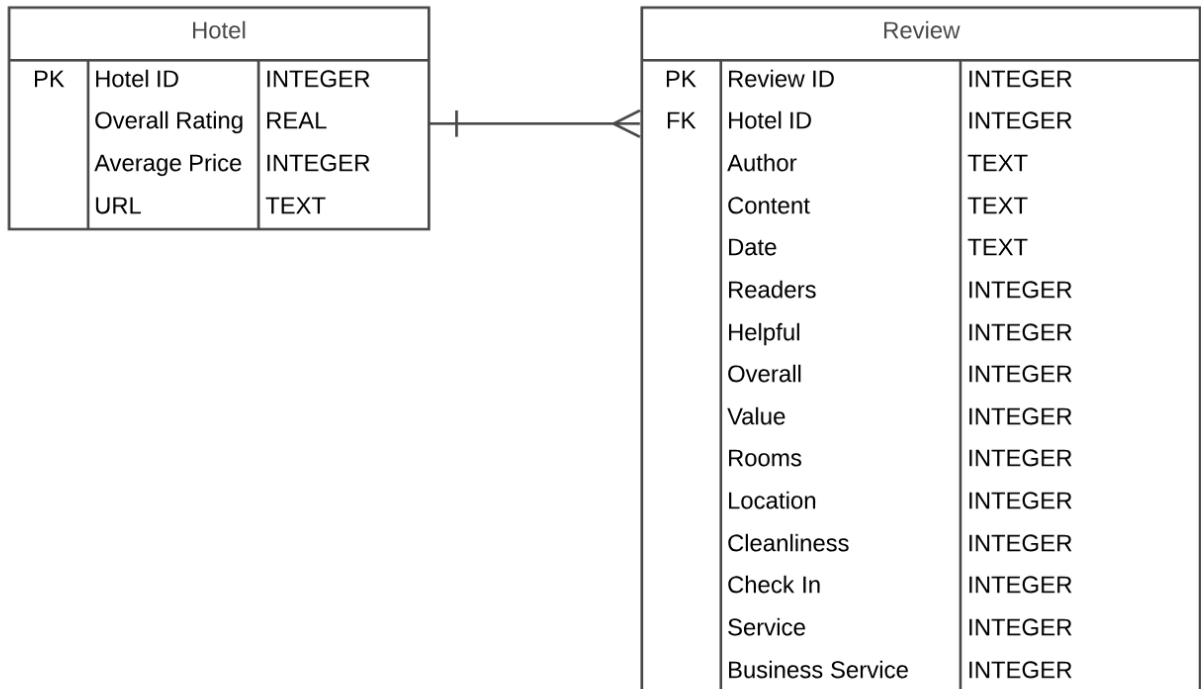 Hotel
PK Hotel ID INTEGER
Overall Rating REAL
Average Price INTEGER
URL TEXT
Review
PK Review ID INTEGER
FK Hotel ID INTEGER
Author TEXT
Content TEXT
Date TEXT
Readers INTEGER
Helpful INTEGER
Overall INTEGER
Value INTEGER
Rooms INTEGER
Location INTEGER
Cleanliness INTEGER
Check In INTEGER
Service INTEGER
Business Service INTEGER